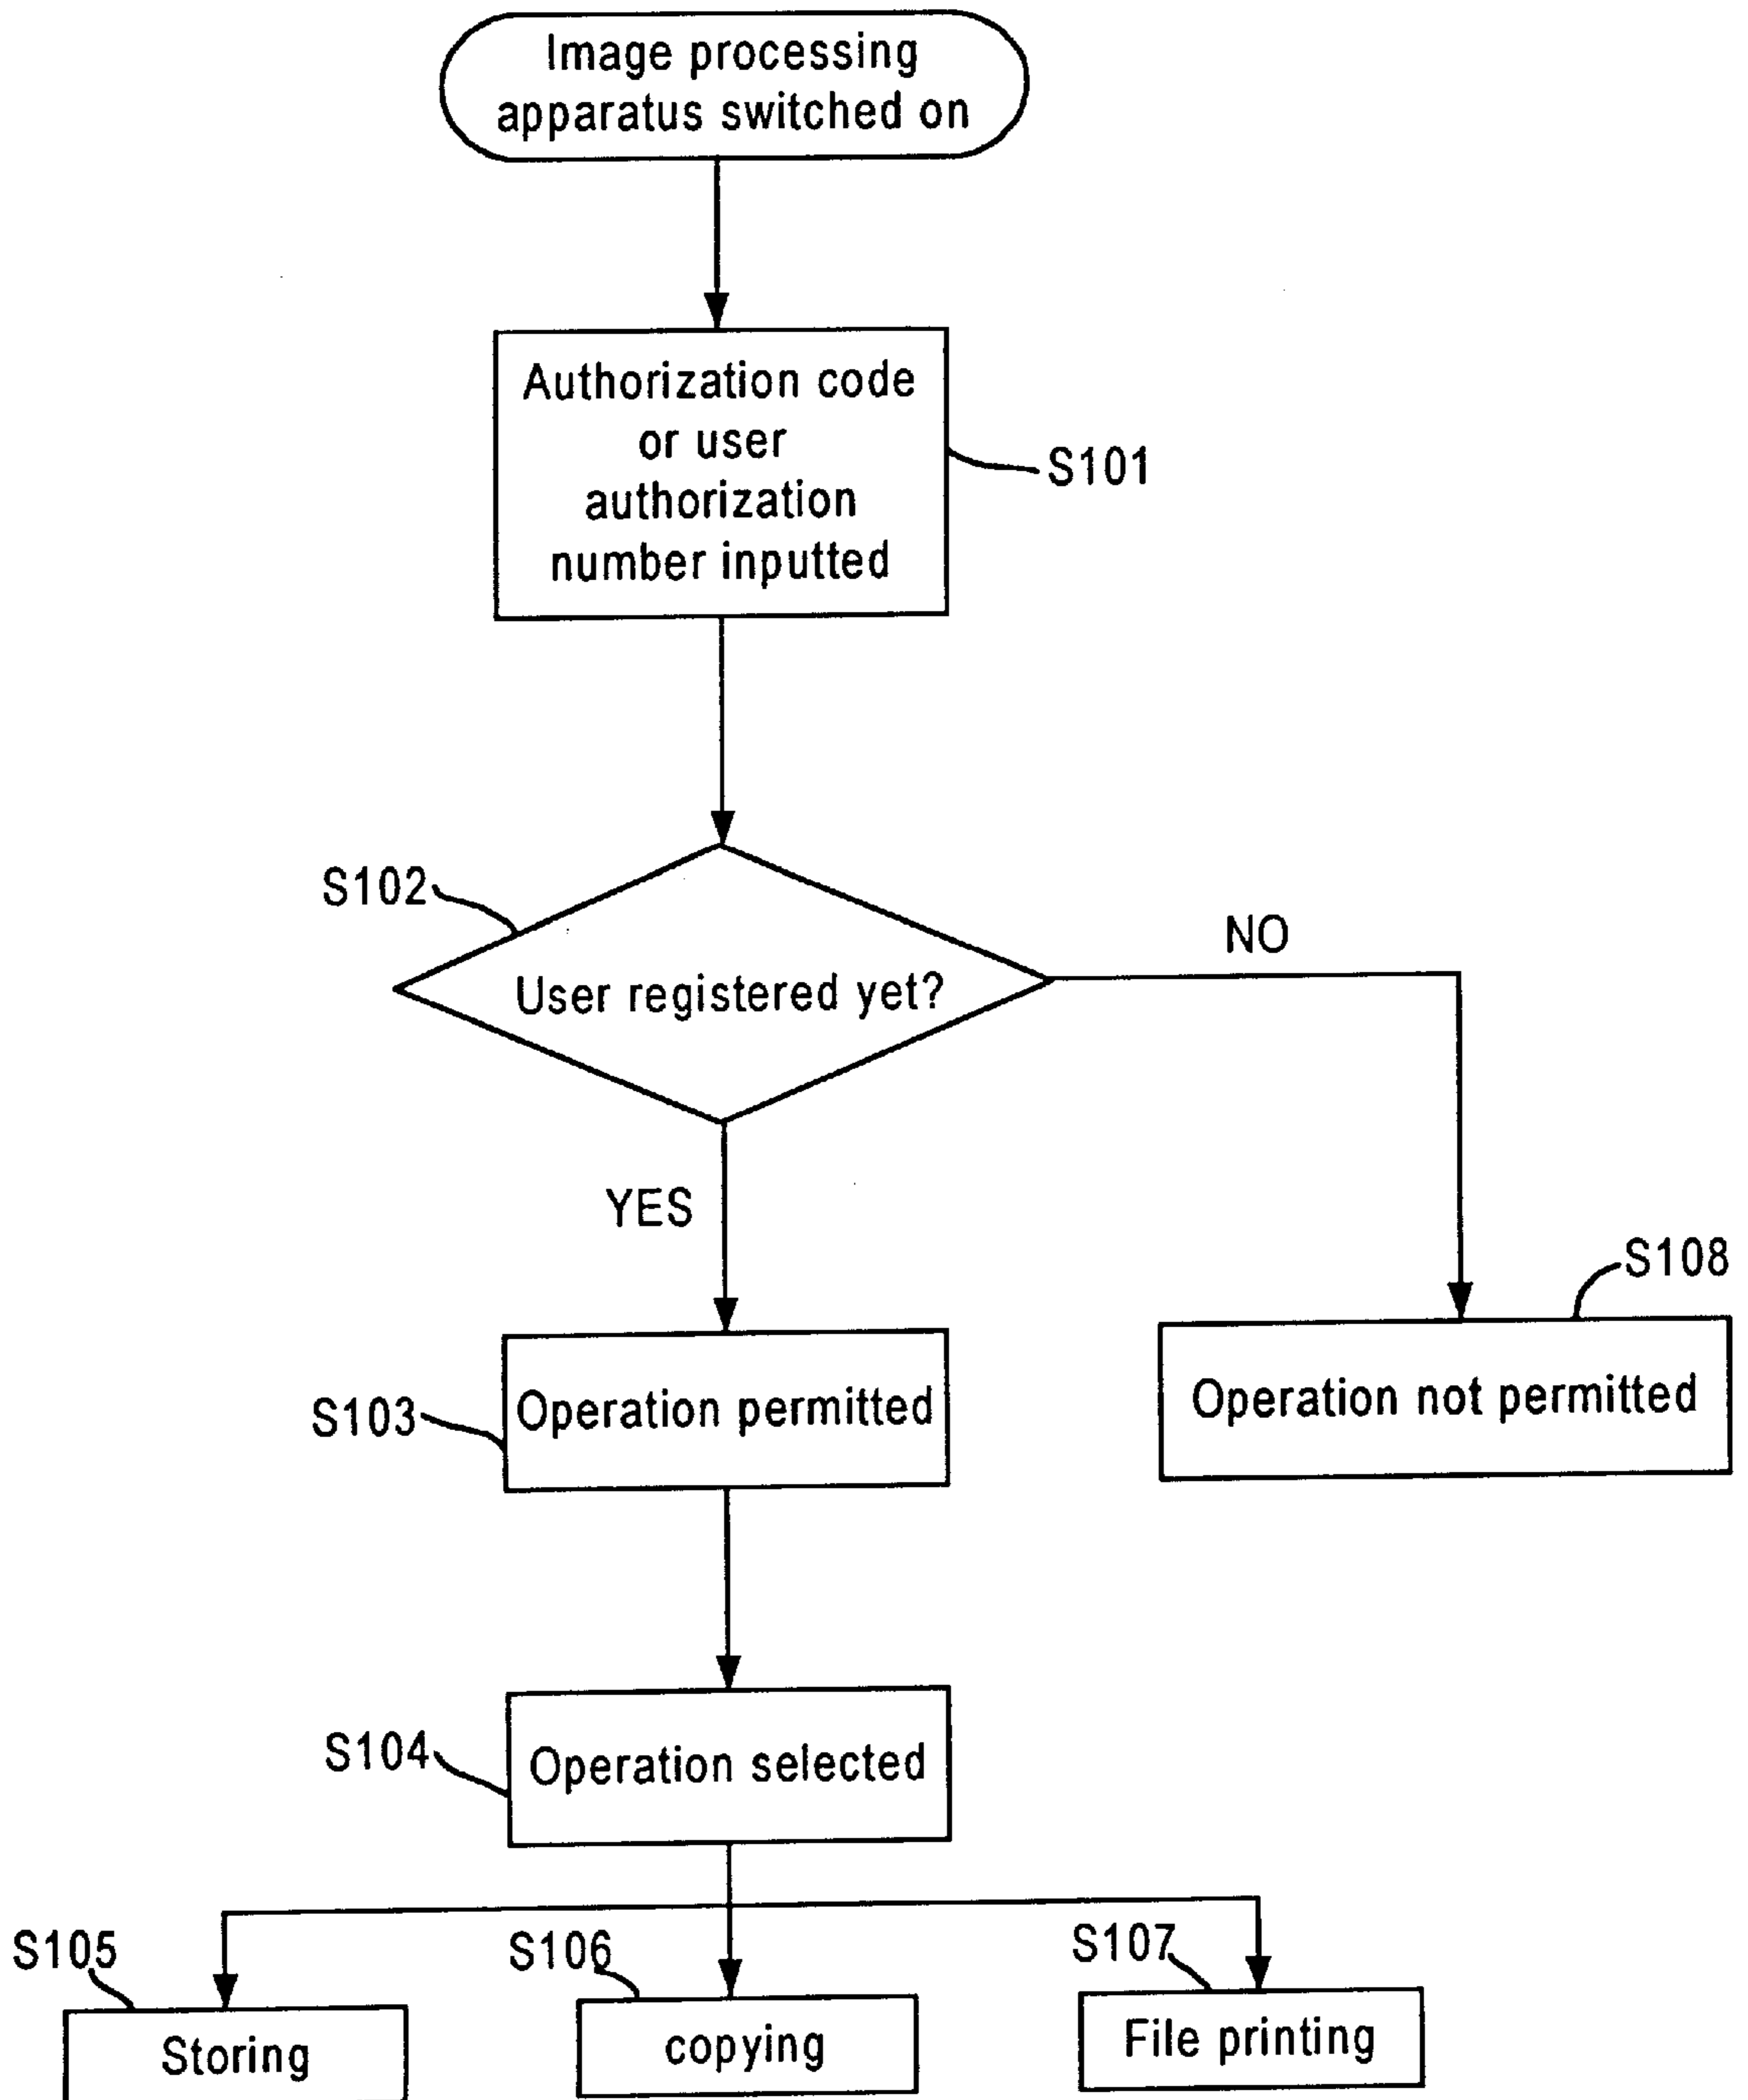 Image processing
apparatus switched on
Authorization code
or user
authorization
number inputted
S101
S102
User registered yet?
NO
YES
S108
S103
Operation permitted
Operation not permitted
S104
Operation selected
S105
S106
S107
Storing
copying
File printing